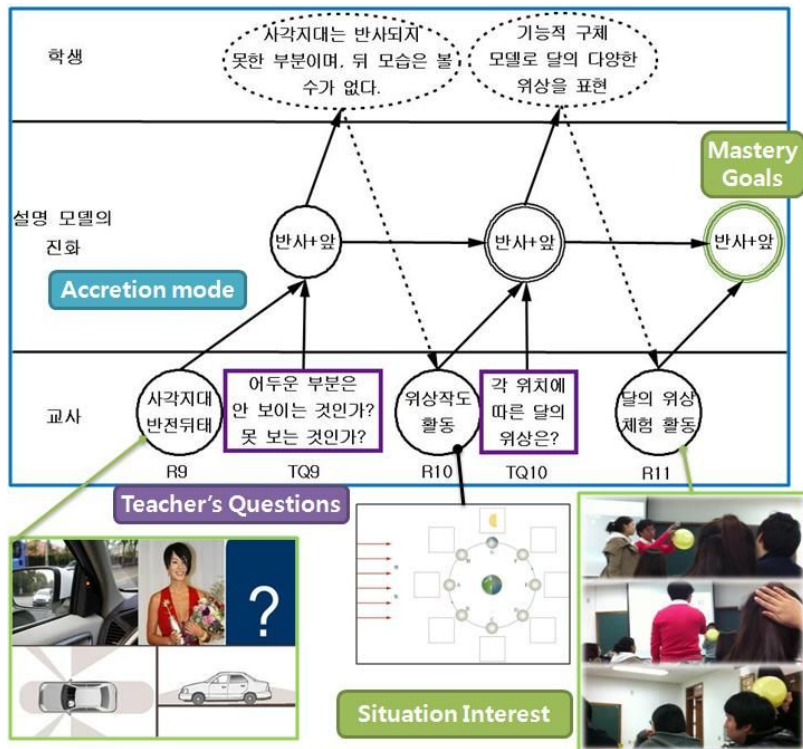 학생
사각지대는 반사되지
못한 부분이며, 뒤 모습은 볼
수가 없다.
기능적 구체
모델로 달의 다양한
위상을 표현
Mastery
Goals
설명 모델의
진화
반사+앞
반사+앞
반사+앞
Accretion mode
교사
사각지대
반전뒤태
어두운 부분은
안 보이는 것인가?
못 보는 것인가?
위상작도
활동
각 위치에
따른 달의
위상은?
달의 위상
체험 활동
R9
TQ9
R10
TQ10
R11
Teacher's Questions
?
Situation Interest